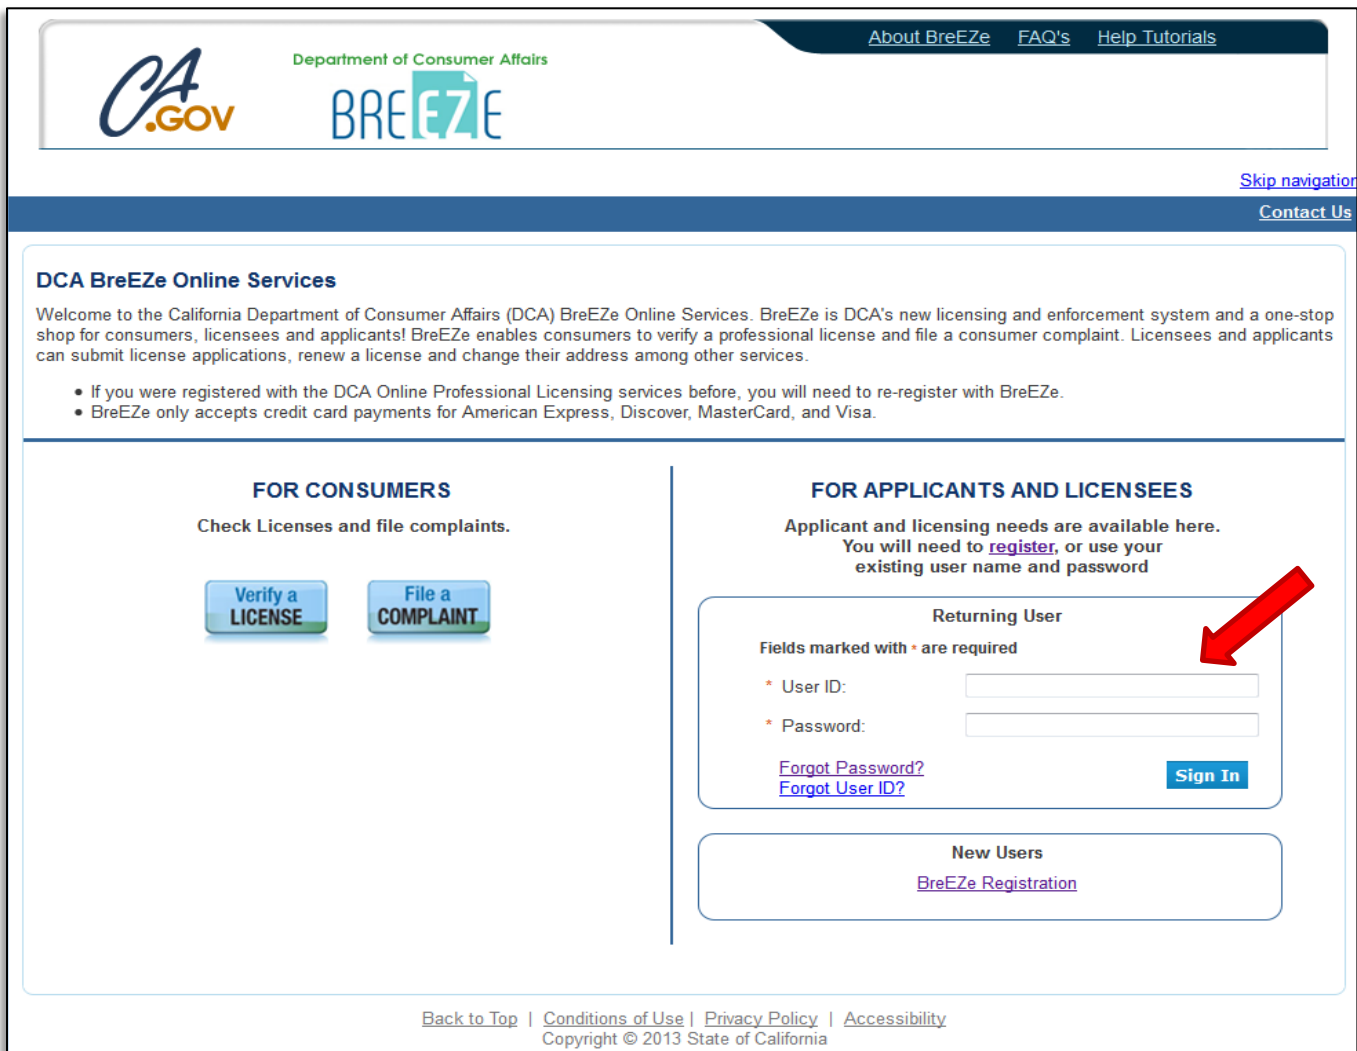 About BreEZe FAQ's Help Tutorials
CA.GOV
Department of Consumer Affairs
BREEZE
Skip navigation
Contact Us
DCA BreEZe Online Services
Welcome to the California Department of Consumer Affairs (DCA) BreEZe Online Services. BreEZe is DCA's new licensing and enforcement system and a one-stop
shop for consumers, licensees and applicants! BreEZe enables consumers to verify a professional license and file a consumer complaint. Licensees and applicants
can submit license applications, renew a license and change their address among other services.
• If you were registered with the DCA Online Professional Licensing services before, you will need to re-register with BreEZe.
• BreEZe only accepts credit card payments for American Express, Discover, MasterCard, and Visa.
FOR CONSUMERS
Check Licenses and file complaints.
Verify a
LICENSE
File a
COMPLAINT
FOR APPLICANTS AND LICENSEES
Applicant and licensing needs are available here.
You will need to register, or use your
existing user name and password
Returning User
Fields marked with * are required
* User ID:
* Password:
Forgot Password?
Forgot User ID?
Sign In
New Users
BreEZe Registration
Back to Top | Conditions of Use | Privacy Policy | Accessibility
Copyright © 2013 State of California